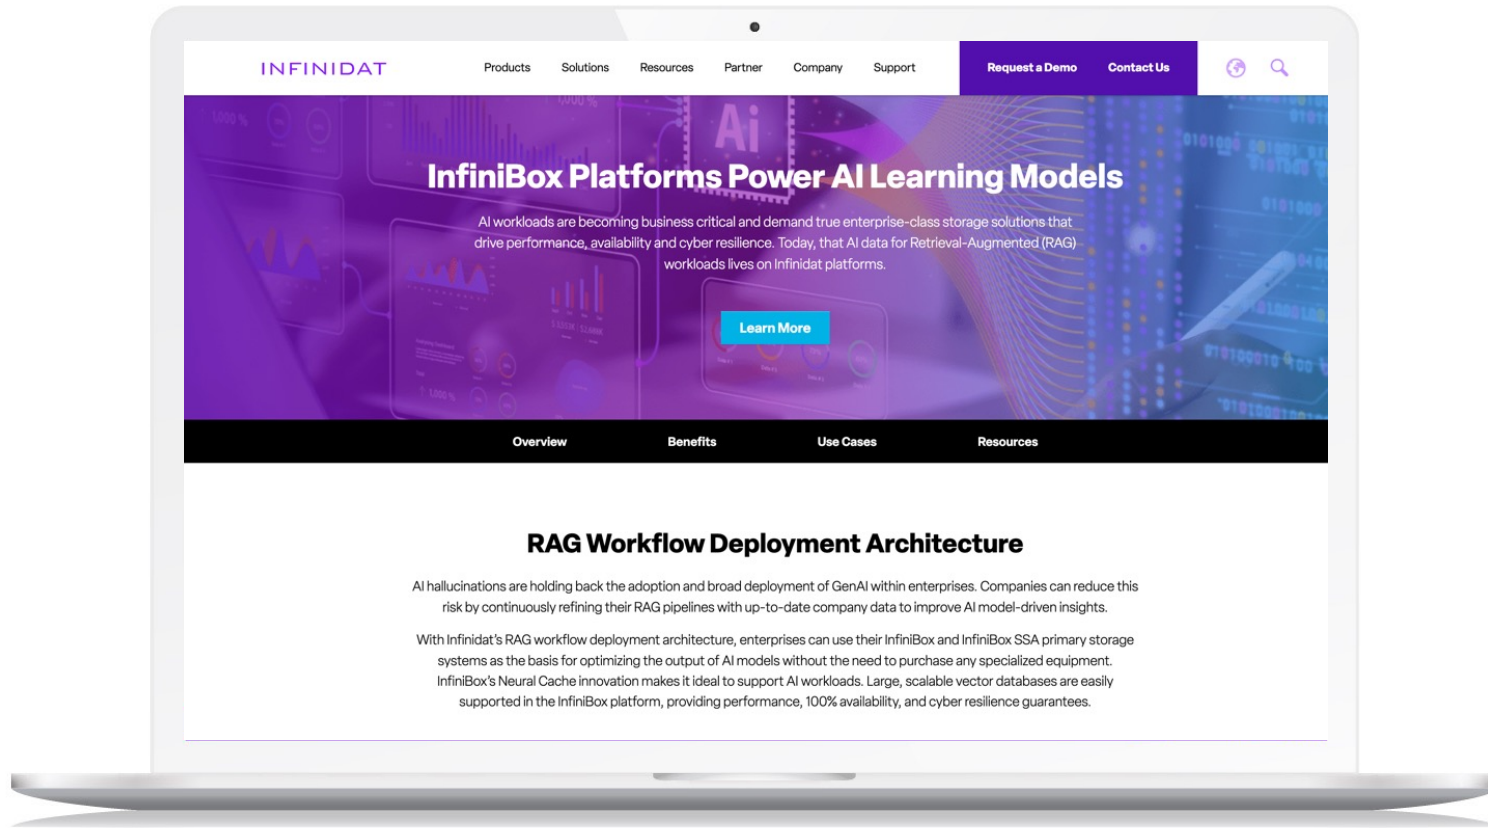 INFINIDAT
Products
Solutions
Resources
Partner
Company
Support
Request a Demo
Contact Us
1,000 %
1,000 %
Ai
InfiniBox Platforms Power AI Learning Models
AI workloads are becoming business critical and demand true enterprise-class storage solutions that
drive performance, availability and cyber resilience. Today, that AI data for Retrieval-Augmented (RAG)
workloads lives on Infinidat platforms.
Learn More
Overview
Benefits
Use Cases
Resources
RAG Workflow Deployment Architecture
AI hallucinations are holding back the adoption and broad deployment of GenAI within enterprises. Companies can reduce this
risk by continuously refining their RAG pipelines with up-to-date company data to improve AI model-driven insights.
With Infinidat's RAG workflow deployment architecture, enterprises can use their InfiniBox and InfiniBox SSA primary storage
systems as the basis for optimizing the output of AI models without the need to purchase any specialized equipment.
InfiniBox's Neural Cache innovation makes it ideal to support AI workloads. Large, scalable vector databases are easily
supported in the InfiniBox platform, providing performance, 100% availability, and cyber resilience guarantees.